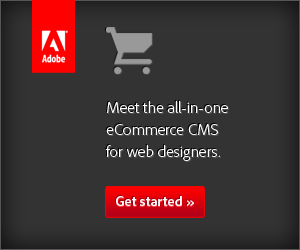 Adobe
Meet the all-in-one
eCommerce CMS
for web designers.
Get started »